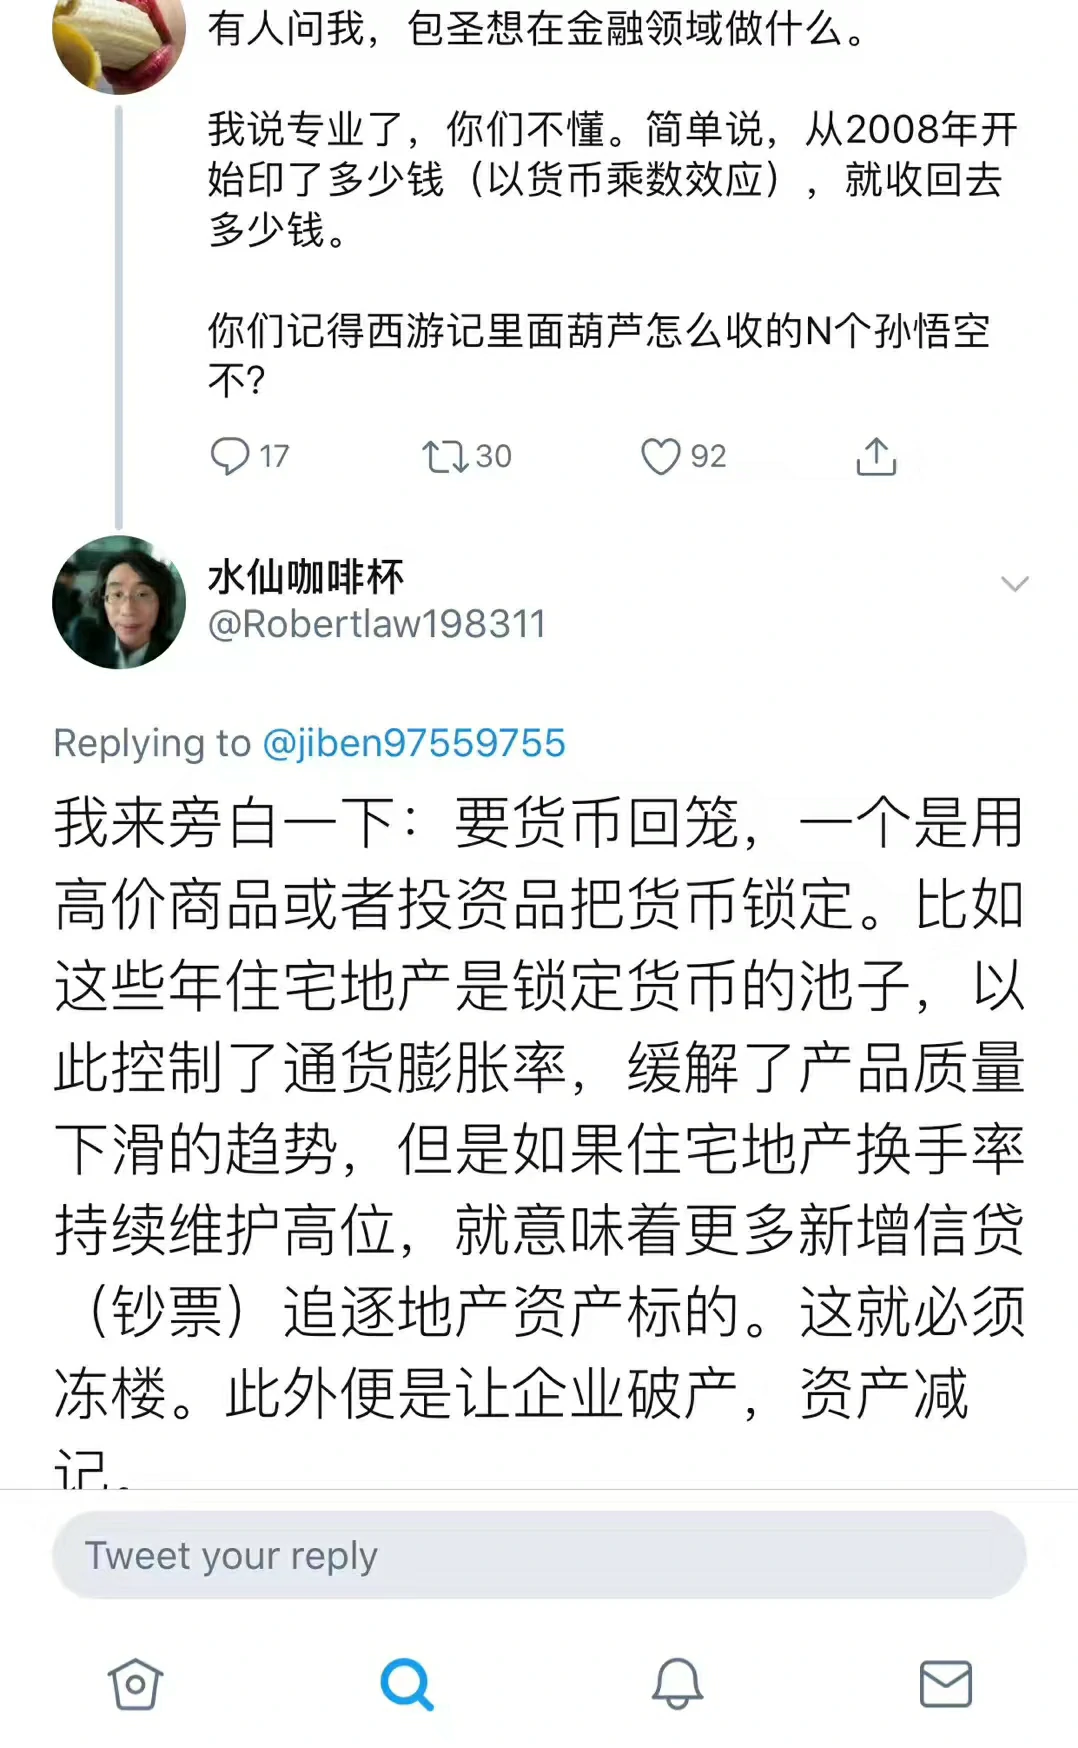 有人问我，包圣想在金融领域做什么。
我说专业了，你们不懂。简单说，从2008年开
始印了多少钱（以货币乘数效应），就收回去
多少钱。
你们记得西游记里面葫芦怎么收的N个孙悟空
不？
17 30 92
水仙咖啡杯
@Robertlaw198311
Replying to @jiben97559755
我来旁白一下：要货币回笼，一个是用
高价商品或者投资品把货币锁定。比如
这些年住宅地产是锁定货币的池子，以
此控制了通货膨胀率，缓解了产品质量
下滑的趋势，但是如果住宅地产换手率
持续维护高位，就意味着更多新增信贷
（钞票）追逐地产资产标的。这就必须
冻楼。此外便是让企业破产，资产减
记。
Tweet your reply